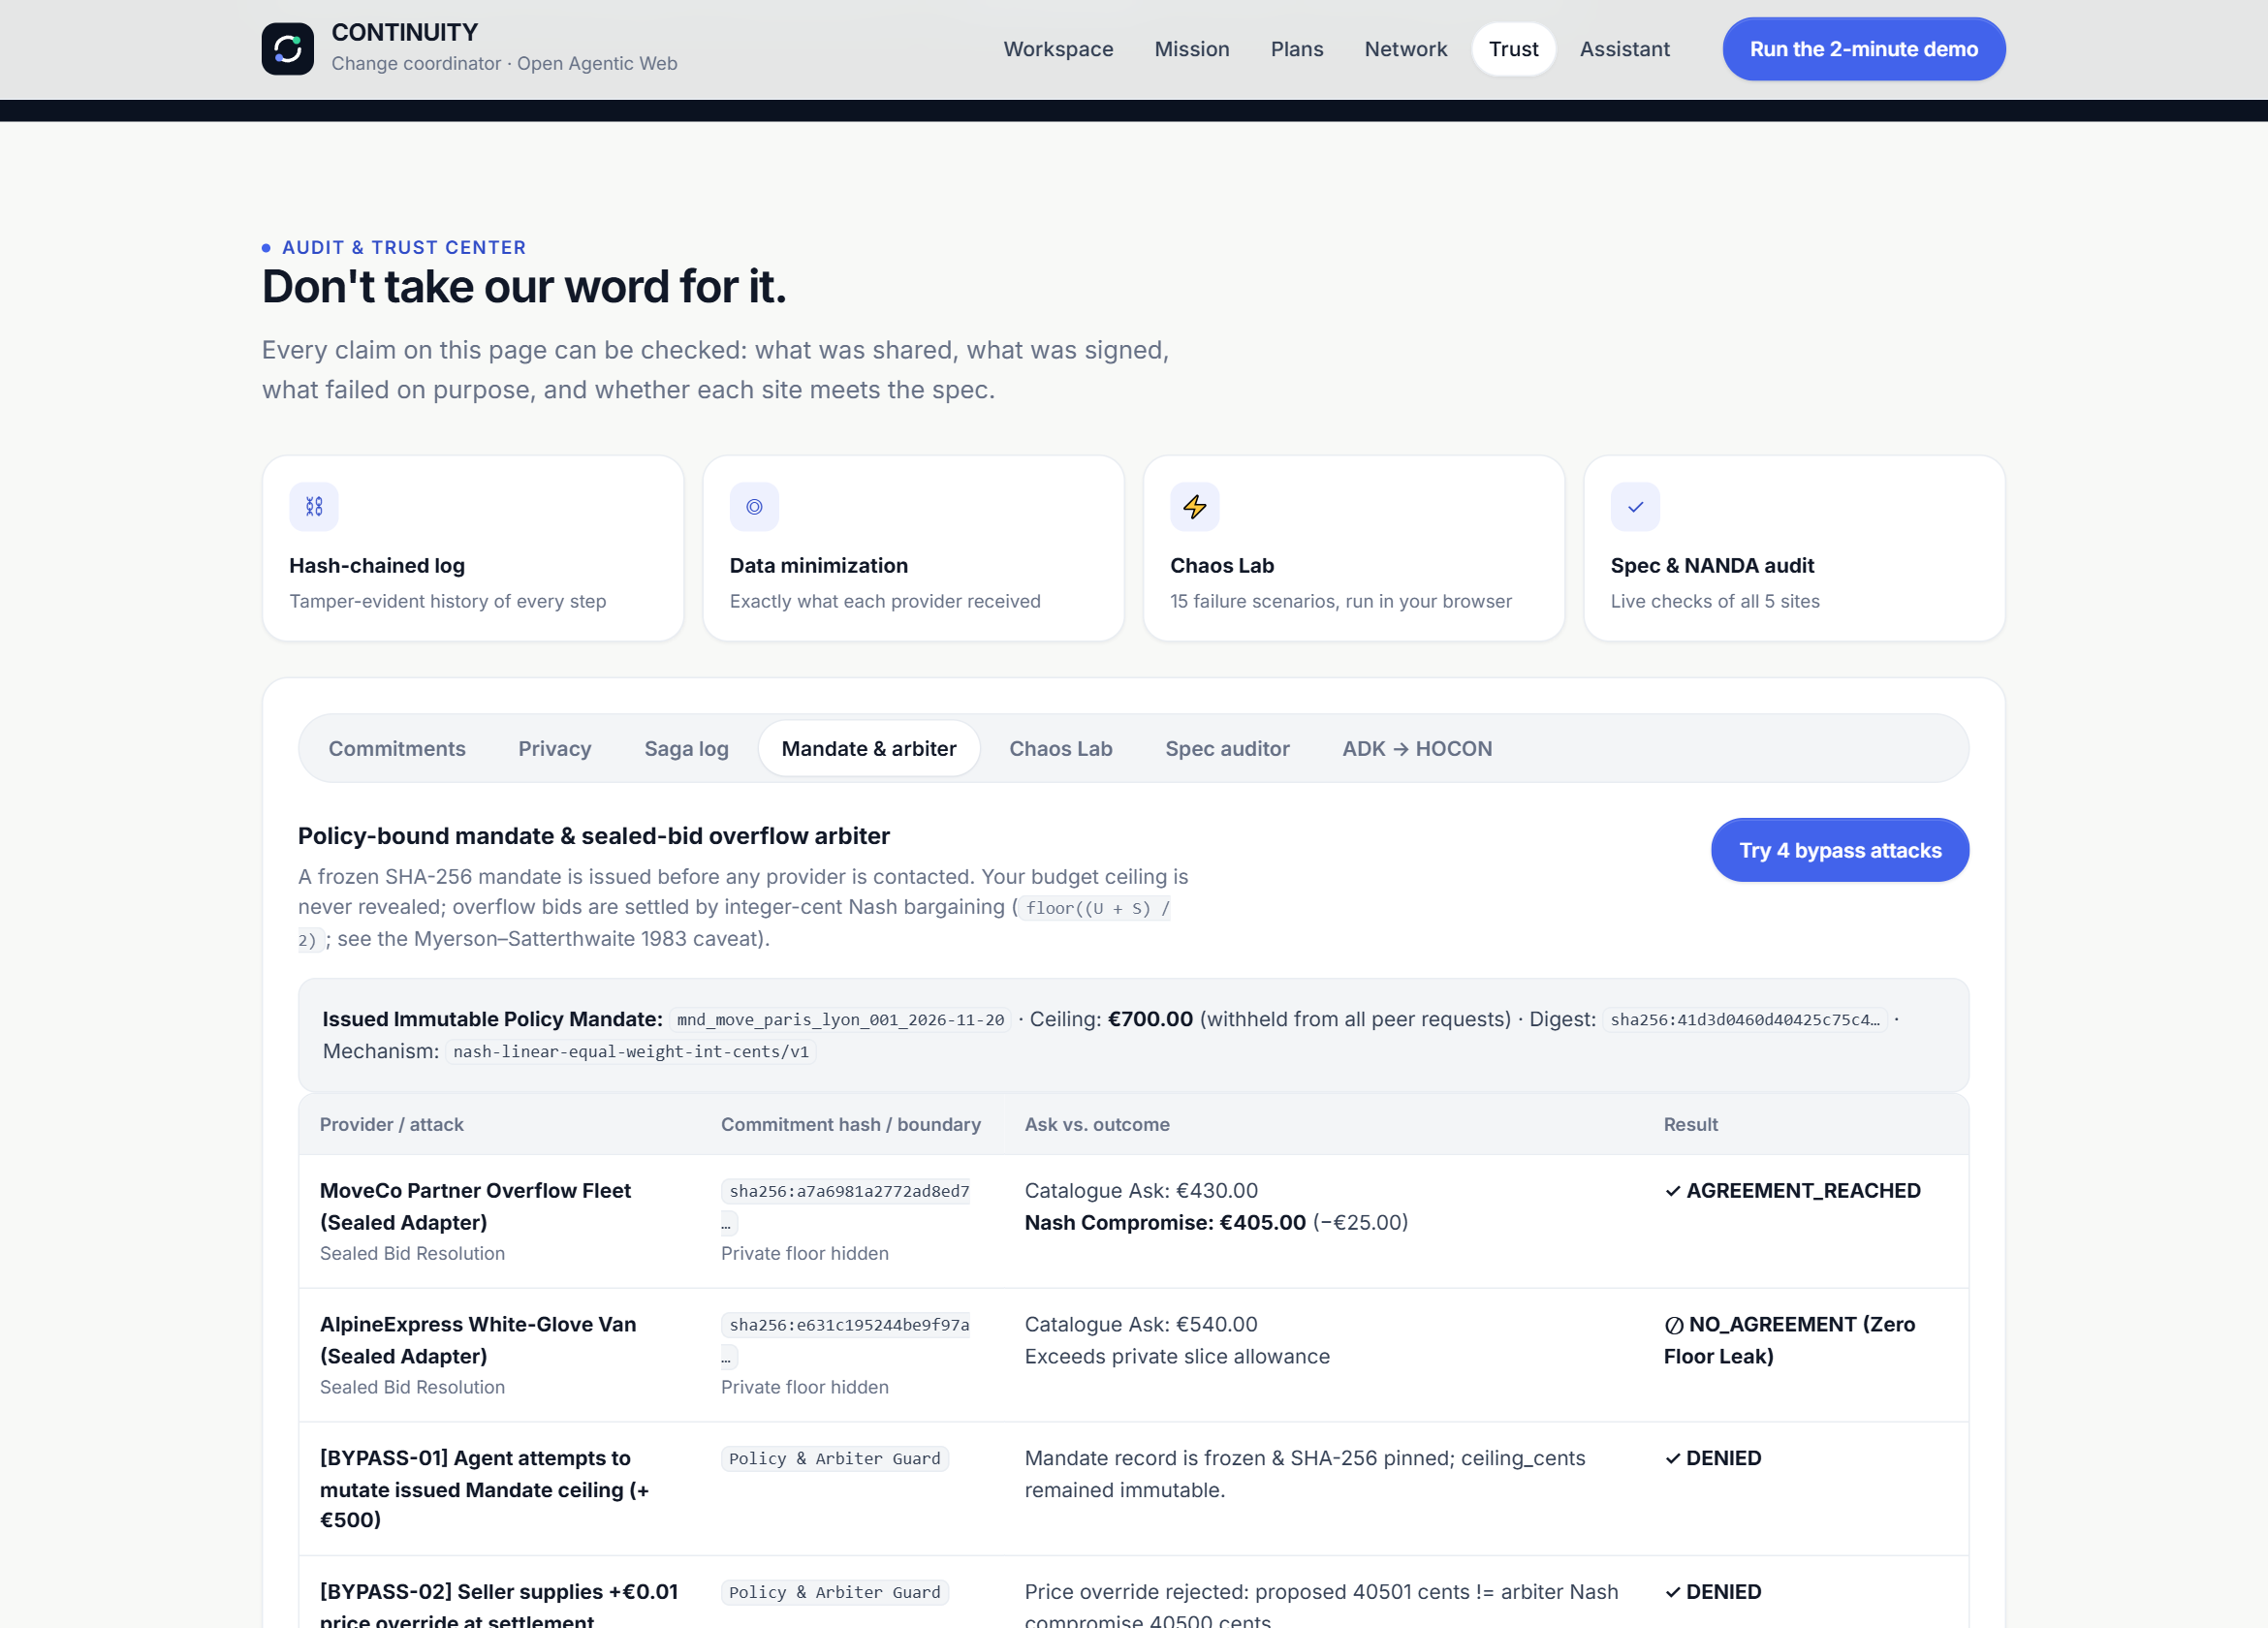 CONTINUITY
Change coordinator · Open Agentic Web
Workspace
Mission
Plans
Network
Trust
Assistant
Run the 2-minute demo
AUDIT & TRUST CENTER
Don't take our word for it.
Every claim on this page can be checked: what was shared, what was signed,
what failed on purpose, and whether each site meets the spec.
Hash-chained log
Tamper-evident history of every step
Data minimization
Exactly what each provider received
Chaos Lab
15 failure scenarios, run in your browser
Spec & NANDA audit
Live checks of all 5 sites
Commitments
Privacy
Saga log
Mandate & arbiter
Chaos Lab
Spec auditor
ADK → HOCON
Policy-bound mandate & sealed-bid overflow arbiter
A frozen SHA-256 mandate is issued before any provider is contacted. Your budget ceiling is
never revealed; overflow bids are settled by integer-cent Nash bargaining ( floor((U + S) /
2) ; see the Myerson–Satterthwaite 1983 caveat).
Try 4 bypass attacks
Issued Immutable Policy Mandate: mnd_move_paris_lyon_001_2026-11-20 · Ceiling: €700.00 (withheld from all peer requests) · Digest: sha256:41d3d0460d40425c75c4… ·
Mechanism: nash-linear-equal-weight-int-cents/v1
Provider / attack
Commitment hash / boundary
Ask vs. outcome
Result
MoveCo Partner Overflow Fleet
(Sealed Adapter)
Sealed Bid Resolution
sha256:a7a6981a2772ad8ed7
…
Private floor hidden
Catalogue Ask: €430.00
Nash Compromise: €405.00 (−€25.00)
✓ AGREEMENT_REACHED
AlpineExpress White-Glove Van
(Sealed Adapter)
Sealed Bid Resolution
sha256:e631c195244be9f97a
…
Private floor hidden
Catalogue Ask: €540.00
Exceeds private slice allowance
∅ NO_AGREEMENT (Zero
Floor Leak)
[BYPASS-01] Agent attempts to
mutate issued Mandate ceiling (+
€500)
Policy & Arbiter Guard
Mandate record is frozen & SHA-256 pinned; ceiling_cents
remained immutable.
✓ DENIED
[BYPASS-02] Seller supplies +€0.01
price override at settlement
Policy & Arbiter Guard
Price override rejected: proposed 40501 cents != arbiter Nash
compromise 40500 cents
✓ DENIED